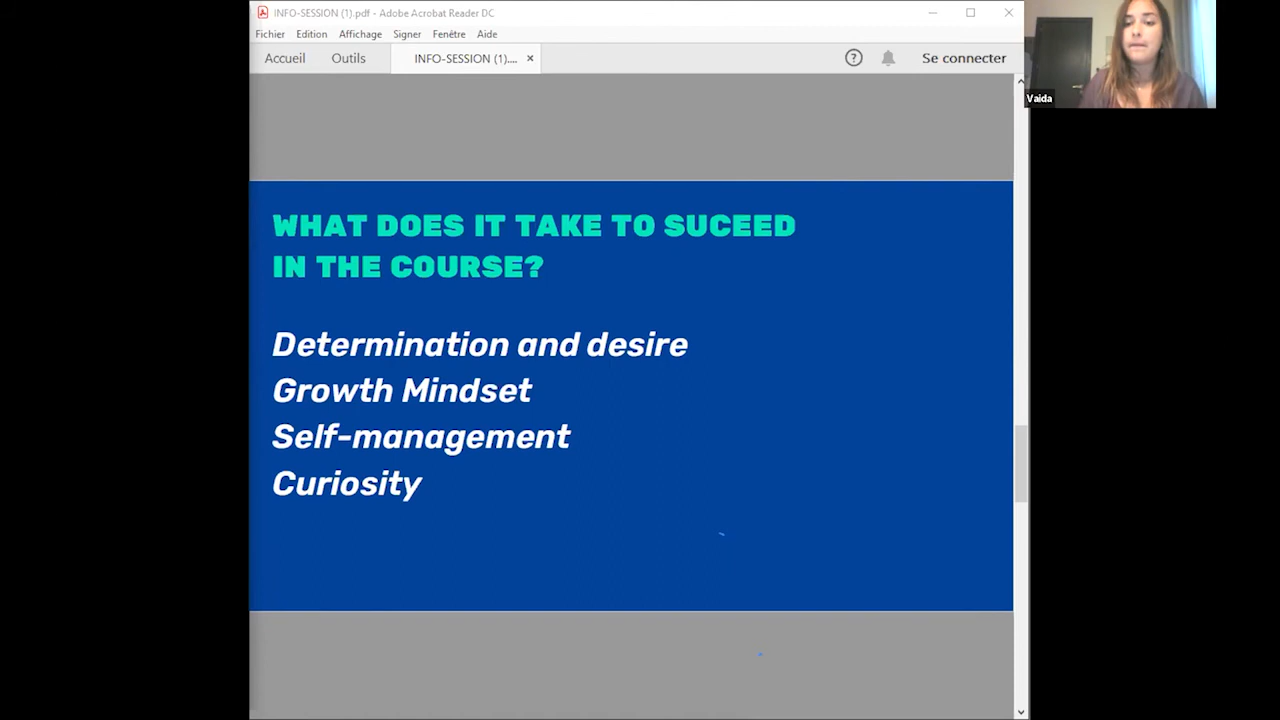 INFO-SESSION (1).pdf - Adobe Acrobat Reader DC
Fichier Edition Affichage Signer Fenêtre Aide
Accueil Outils INFO-SESSION (1).... × ? Se connecter
Vaida
WHAT DOES IT TAKE TO SUCEED
IN THE COURSE?
Determination and desire
Growth Mindset
Self-management
Curiosity